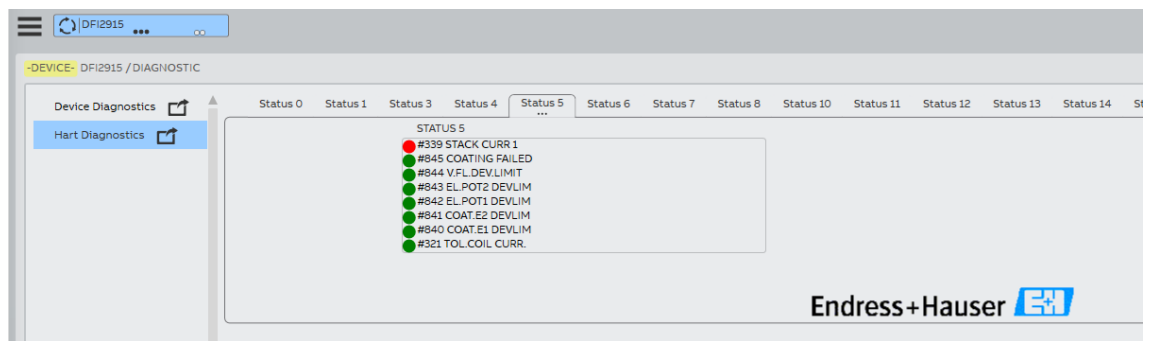 DFI2915
-DEVICE- DFI2915 / DIAGNOSTIC
Device Diagnostics
Hart Diagnostics
Status 0 Status 1 Status 3 Status 4 Status 5 Status 6 Status 7 Status 8 Status 10 Status 11 Status 12 Status 13 Status 14 St
STATUS 5
#339 STACK CURR 1
#845 COATING FAILED
#844 V.FL.DEV.LIMIT
#843 EL.POT2 DEVLIM
#842 EL.POT1 DEVLIM
#841 COAT.E2 DEVLIM
#840 COAT.E1 DEVLIM
#321 TOL.COIL CURR.
Endress+Hauser EH